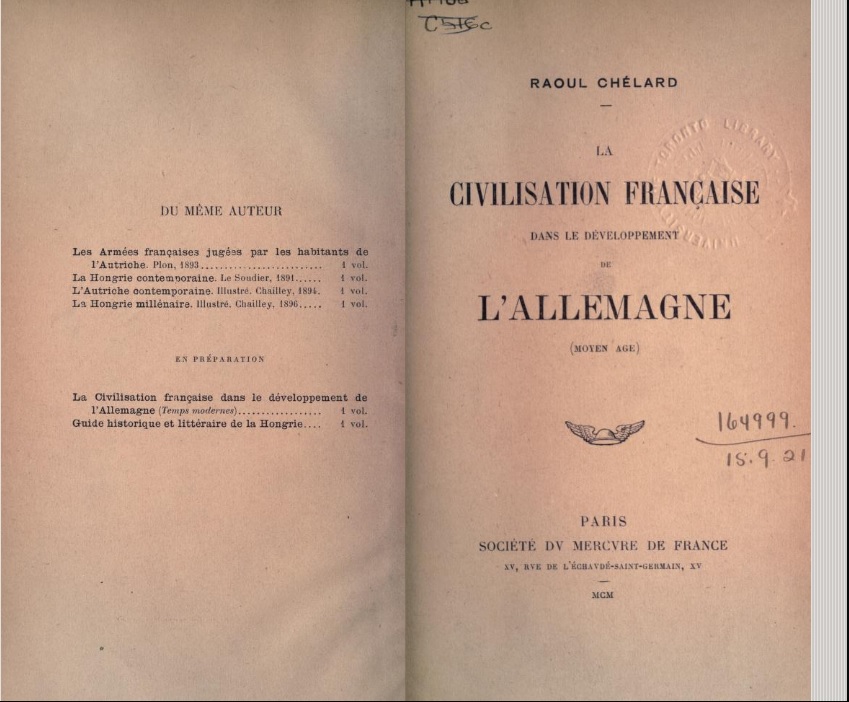 DU MÊME AUTEUR
Les Armées françaises jugées par les habitants de
l'Autriche. Plon, 1893........................ 1 vol.
La Hongrie contemporaine. Le Soudier, 1891...... 1 vol.
L'Autriche contemporaine. Illustré. Chailley, 1894. 1 vol.
La Hongrie millénaire. Illustré. Chailley, 1896..... 1 vol.
EN PRÉPARATION
La Civilisation française dans le développement de
l'Allemagne (Temps modernes).................. 1 vol.
Guide historique et littéraire de la Hongrie.... 1 vol.
C516c
RAOUL CHÉLARD
LA
CIVILISATION FRANÇAISE
DANS LE DÉVELOPPEMENT
DE
L'ALLEMAGNE
(MOYEN AGE)
TORONTO LIBRARY
164999.
15.9.21
PARIS
SOCIÉTÉ DV MERCVRE DE FRANCE
XV, RVE DE L'ÉCHAVDÉ-SAINT-GERMAIN, XV
MCM